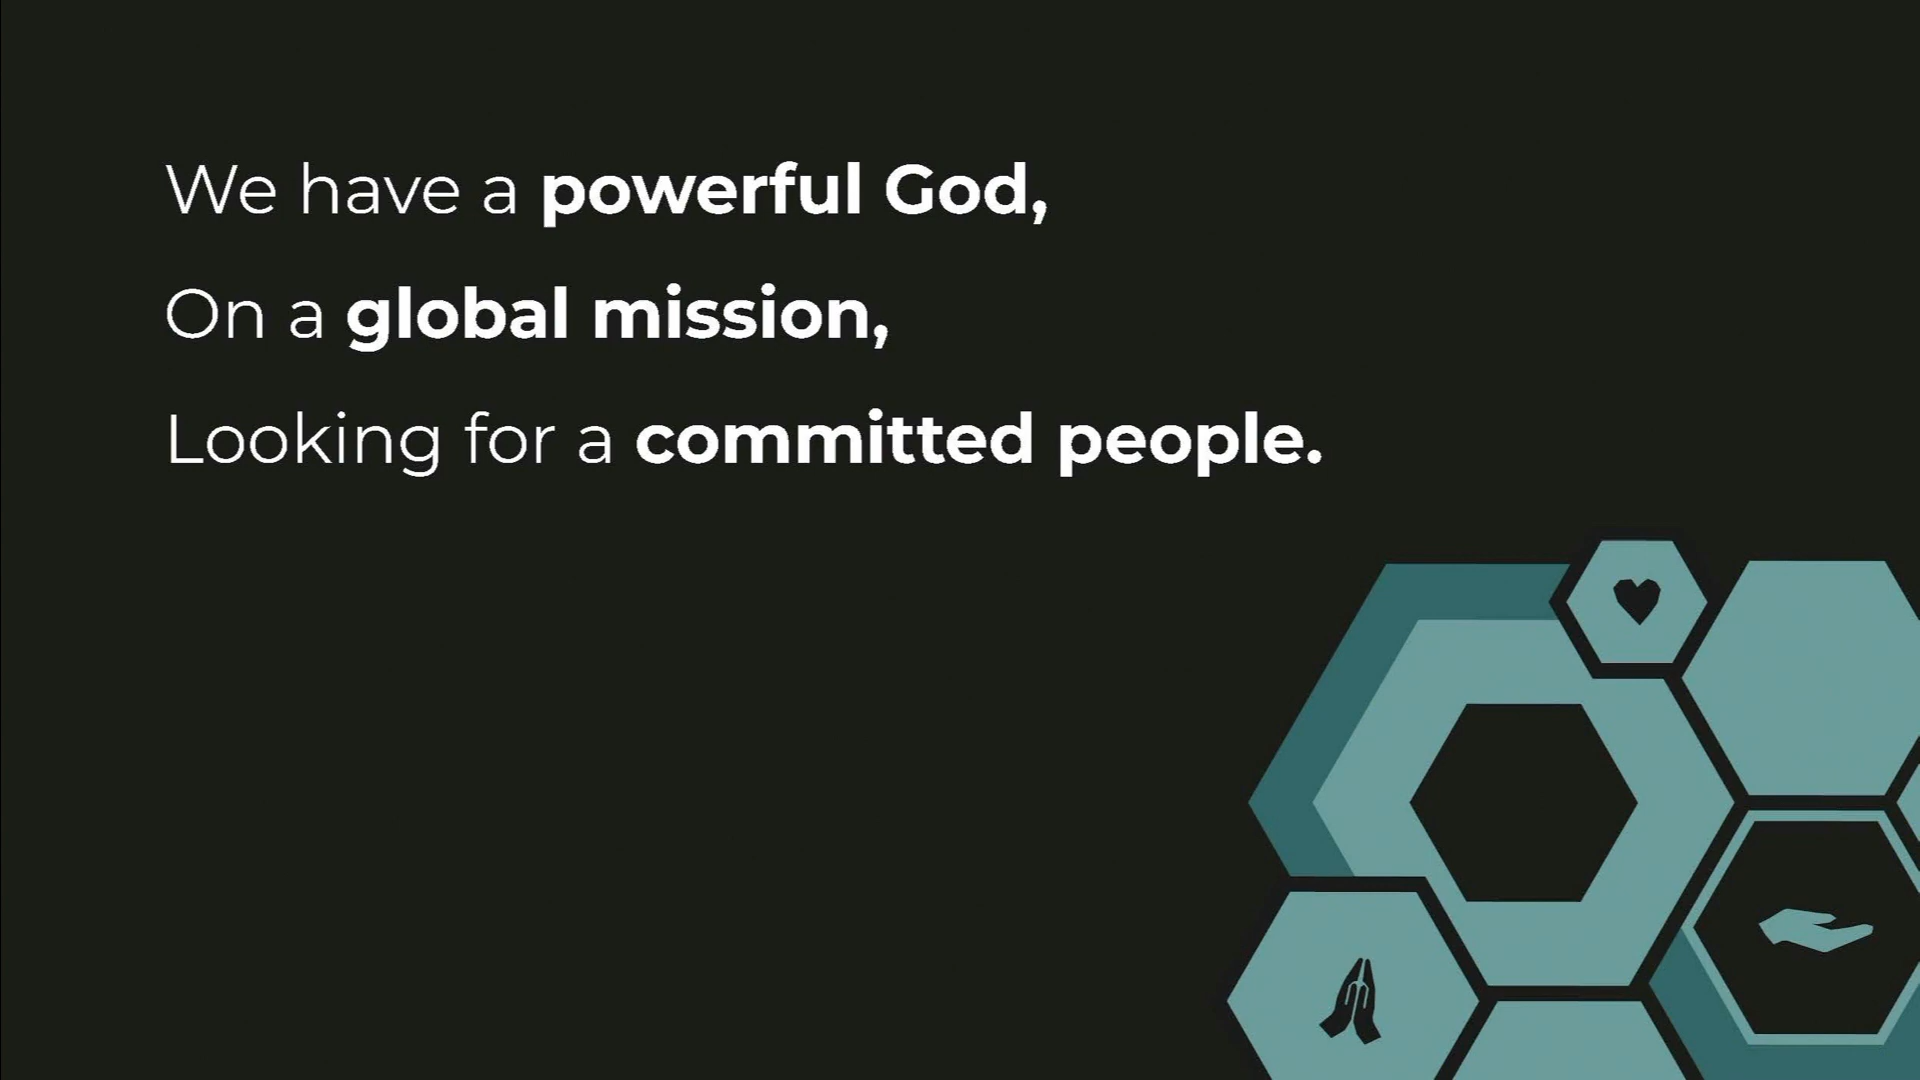 We have a powerful God,
On a global mission,
Looking for a committed people.